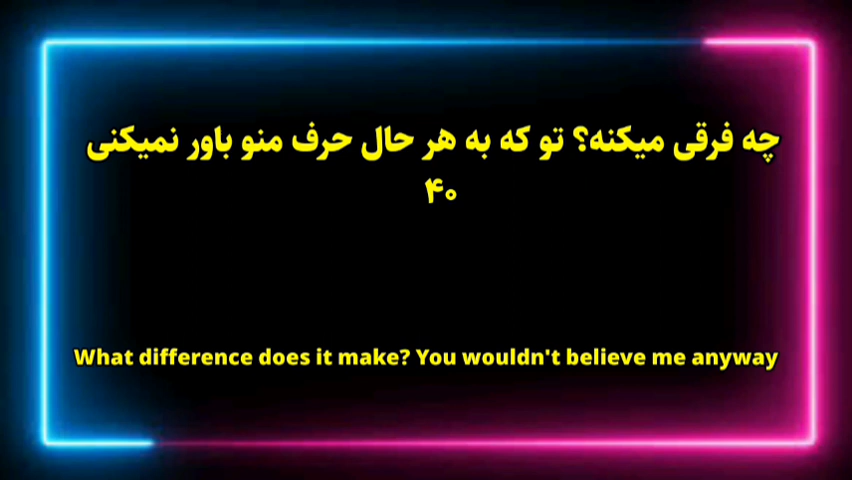 چه فرقی میکنه؟ تو که به هر حال حرف منو باور نمیکنی
۴۰
What difference does it make? You wouldn't believe me anyway